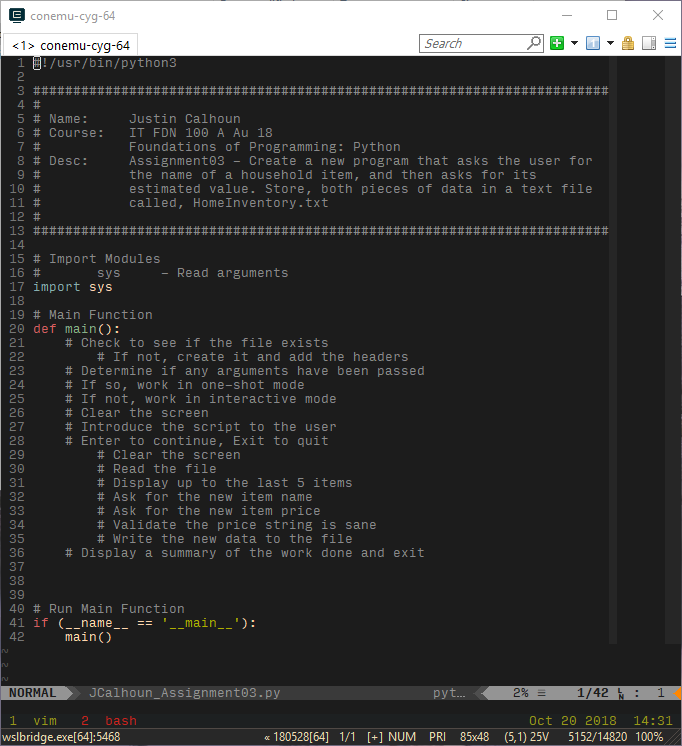 conemu-cyg-64
<1> conemu-cyg-64
Search
1 #!/usr/bin/python3
2
3 ########################################################################
4 #
5 # Name:     Justin Calhoun
6 # Course:   IT FDN 100 A Au 18
7 #           Foundations of Programming: Python
8 # Desc:     Assignment03 – Create a new program that asks the user for
9 #           the name of a household item, and then asks for its
10 #           estimated value. Store, both pieces of data in a text file
11 #           called, HomeInventory.txt
12 #
13 ########################################################################
14
15 # Import Modules
16 #       sys     – Read arguments
17 import sys
18
19 # Main Function
20 def main():
21     # Check to see if the file exists
22         # If not, create it and add the headers
23     # Determine if any arguments have been passed
24     # If so, work in one-shot mode
25     # If not, work in interactive mode
26     # Clear the screen
27     # Introduce the script to the user
28     # Enter to continue, Exit to quit
29         # Clear the screen
30         # Read the file
31         # Display up to the last 5 items
32         # Ask for the new item name
33         # Ask for the new item price
34         # Validate the price string is sane
35         # Write the new data to the file
36     # Display a summary of the work done and exit
37
38
39
40 # Run Main Function
41 if (__name__ == '__main__'):
42     main()
~
~
~
NORMAL JCalhoun_Assignment03.py pyt… 2% ≡ 1/42 ㏑ : 1
1 vim 2 bash Oct 20 2018 14:31
wslbridge.exe[64]:5468 « 180528[64] 1/1 [+] NUM PRI 85x48 (5,1) 25V 5152/14820 100%